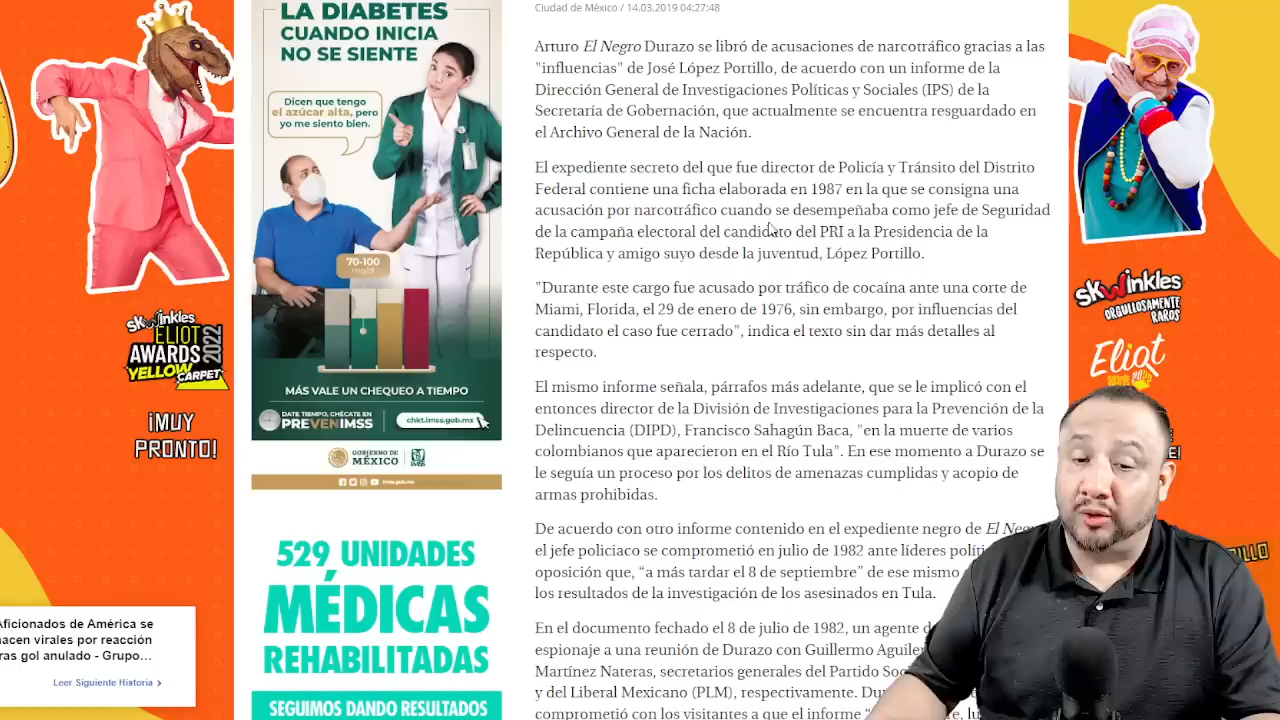 skwinkles
ELIOT
AWARDS 2022
YELLOW
CARPET
¡MUY
PRONTO!
Aficionados de América se
hacen virales por reacción
tras gol anulado - Grupo...
Leer Siguiente Historia >
LA DIABETES
CUANDO INICIA
NO SE SIENTE
Dicen que tengo
el azúcar alta, pero
yo me siento bien.
70-100
mg/dl
MÁS VALE UN CHEQUEO A TIEMPO
DATE TIEMPO, CHÉCATE EN
PREVENIMSS
chkt.imss.gob.mx
GOBIERNO DE
MÉXICO
imss.gob.mx
529 UNIDADES
MÉDICAS
REHABILITADAS
SEGUIMOS DANDO RESULTADOS
Ciudad de México / 14.03.2019 04:27:48
Arturo El Negro Durazo se libró de acusaciones de narcotráfico gracias a las
"influencias" de José López Portillo, de acuerdo con un informe de la
Dirección General de Investigaciones Políticas y Sociales (IPS) de la
Secretaría de Gobernación, que actualmente se encuentra resguardado en
el Archivo General de la Nación.
El expediente secreto del que fue director de Policía y Tránsito del Distrito
Federal contiene una ficha elaborada en 1987 en la que se consigna una
acusación por narcotráfico cuando se desempeñaba como jefe de Seguridad
de la campaña electoral del candidato del PRI a la Presidencia de la
República y amigo suyo desde la juventud, López Portillo.
"Durante este cargo fue acusado por tráfico de cocaína ante una corte de
Miami, Florida, el 29 de enero de 1976, sin embargo, por influencias del
candidato el caso fue cerrado", indica el texto sin dar más detalles al
respecto.
El mismo informe señala, párrafos más adelante, que se le implicó con el
entonces director de la División de Investigaciones para la Prevención de la
Delincuencia (DIPD), Francisco Sahagún Baca, "en la muerte de varios
colombianos que aparecieron en el Río Tula". En ese momento a Durazo se
le seguía un proceso por los delitos de amenazas cumplidas y acopio de
armas prohibidas.
De acuerdo con otro informe contenido en el expediente negro de El Neg
el jefe policiaco se comprometió en julio de 1982 ante líderes políti
oposición que, “a más tardar el 8 de septiembre” de ese mismo
los resultados de la investigación de los asesinados en Tula.
En el documento fechado el 8 de julio de 1982, un agente d
espionaje a una reunión de Durazo con Guillermo Aguiler
Martínez Nateras, secretarios generales del Partido Soc
y del Liberal Mexicano (PLM), respectivamente. Du
comprometió con los visitantes a que el informe
skwinkles
ORGULLOSAMENTE
RAROS
Eliot